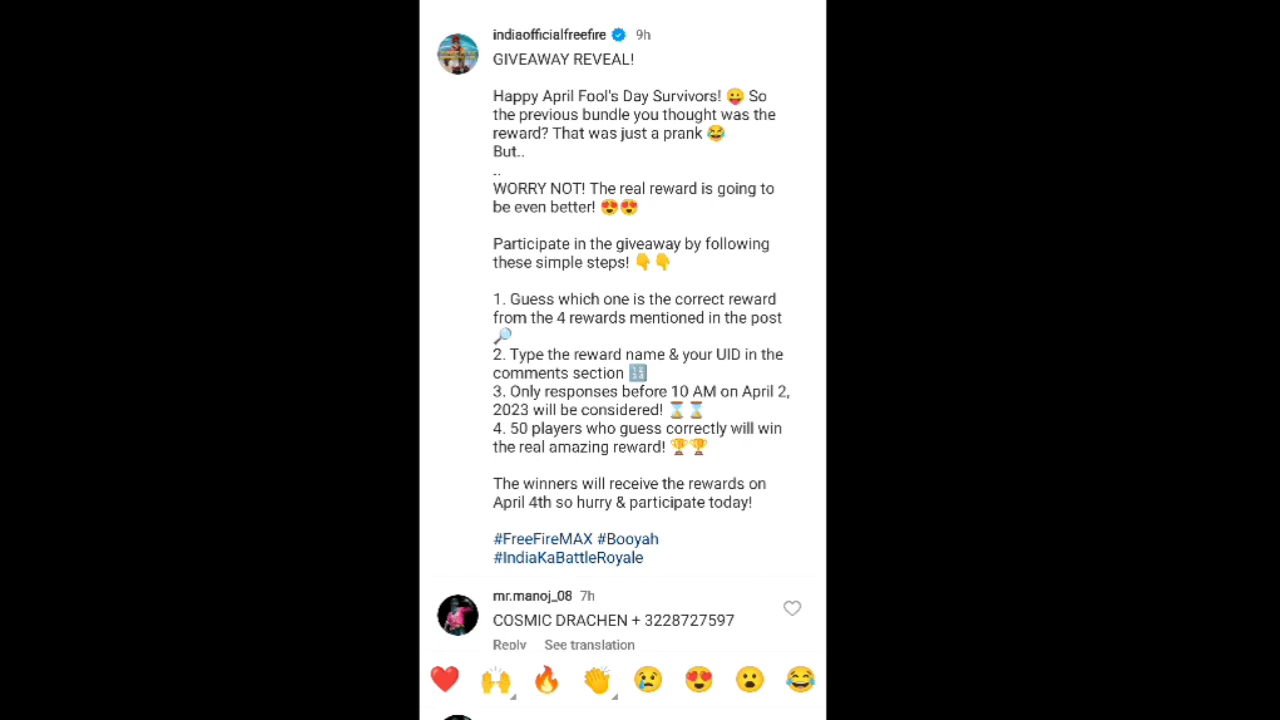 indiaofficialfreefire 9h
GIVEAWAY REVEAL!
Happy April Fool's Day Survivors! 😛 So
the previous bundle you thought was the
reward? That was just a prank 😂
But..
..
WORRY NOT! The real reward is going to
be even better! 😍😍
Participate in the giveaway by following
these simple steps! 👇👇
1. Guess which one is the correct reward
from the 4 rewards mentioned in the post
🔎
2. Type the reward name & your UID in the
comments section 🔢
3. Only responses before 10 AM on April 2,
2023 will be considered! ⌛⌛
4. 50 players who guess correctly will win
the real amazing reward! 🏆🏆
The winners will receive the rewards on
April 4th so hurry & participate today!
#FreeFireMAX #Booyah
#IndiaKaBattleRoyale
mr.manoj_08 7h
COSMIC DRACHEN + 3228727597
Reply See translation